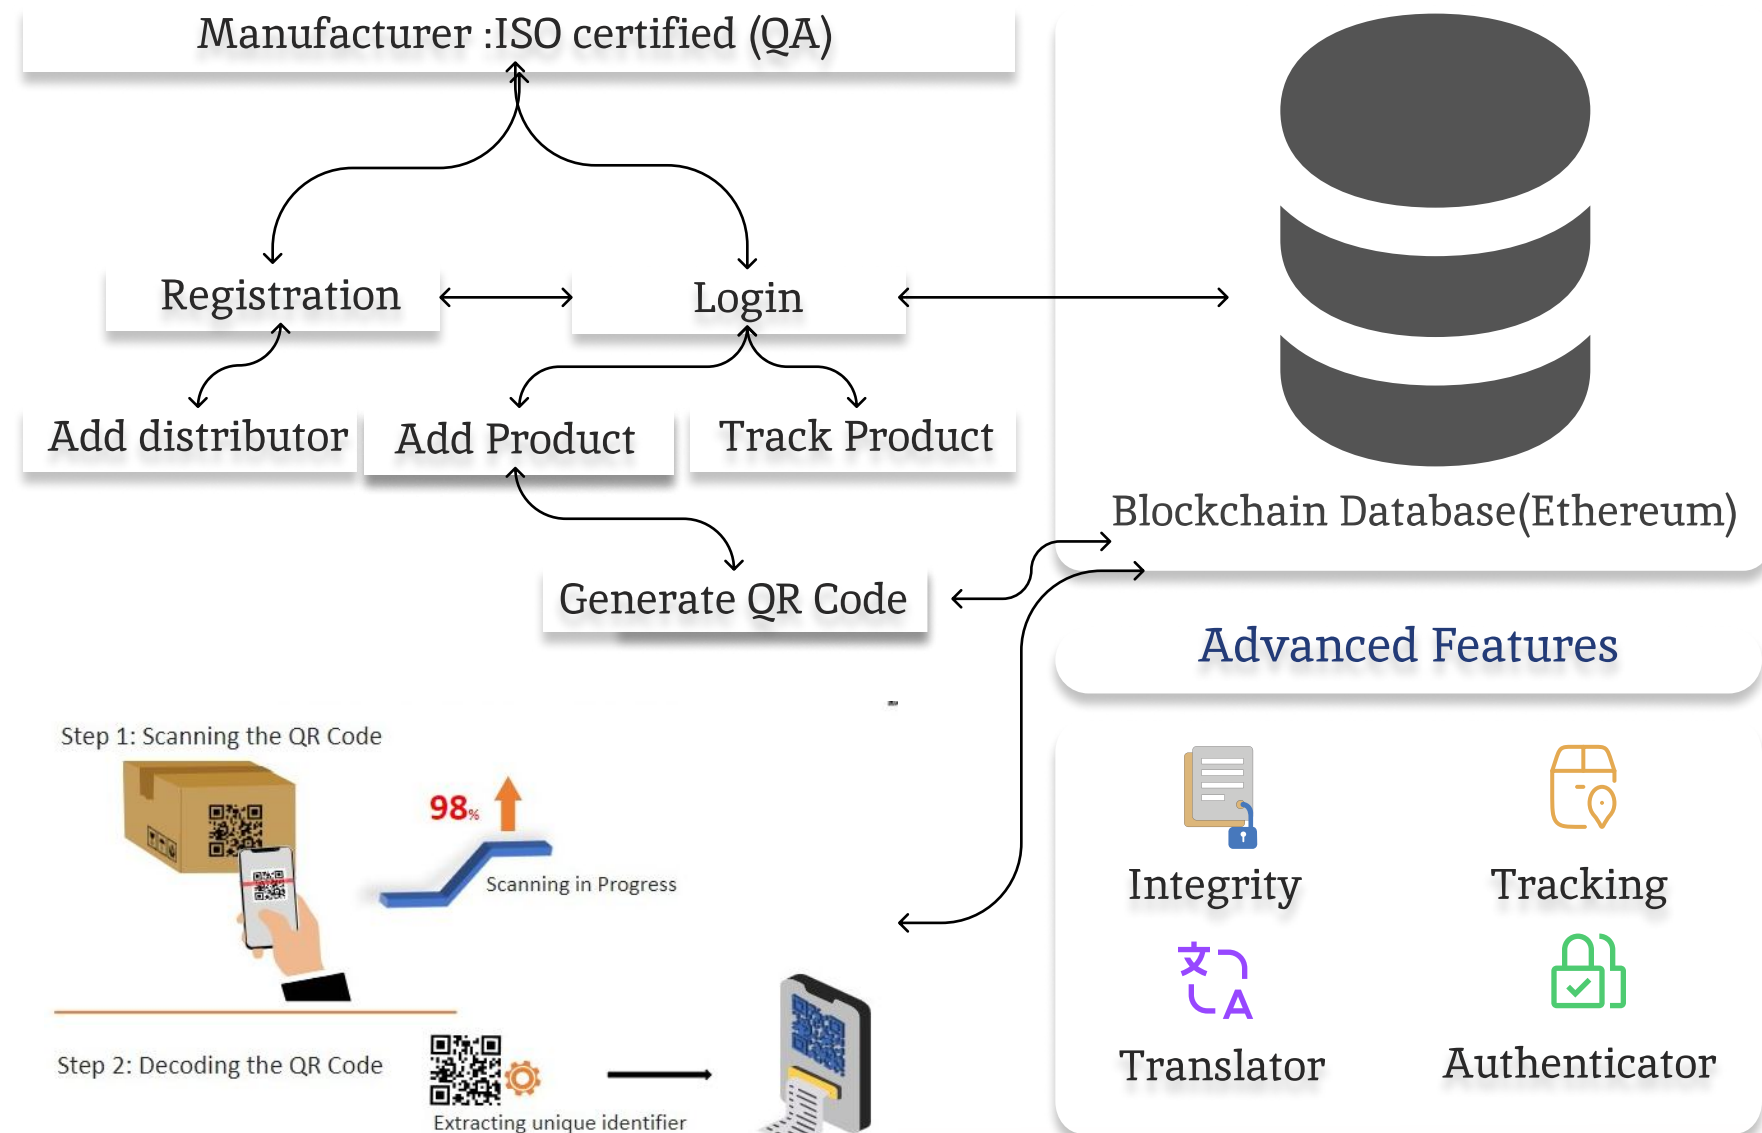 Manufacturer :ISO certified (QA)
Registration
Login
Add distributor
Add Product
Track Product
Generate QR Code
Blockchain Database(Ethereum)
Advanced Features
Integrity
Tracking
Translator
Authenticator
Step 1: Scanning the QR Code
98%
Scanning in Progress
Step 2: Decoding the QR Code
Extracting unique identifier